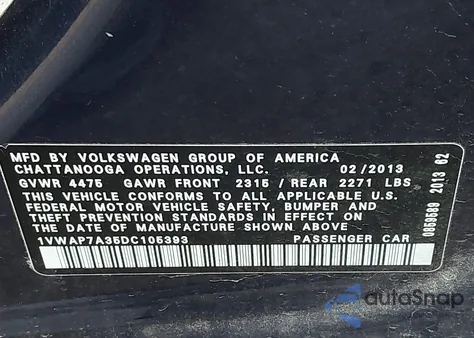 MFD BY VOLKSWAGEN GROUP OF AMERICA
CHATTANOOGA OPERATIONS, LLC. 02/2013
GVWR 4475 GAWR FRONT 2315 / REAR 2271 LBS
THIS VEHICLE CONFORMS TO ALL APPLICABLE U.S.
FEDERAL MOTOR VEHICLE SAFETY, BUMPER AND
THEFT PREVENTION STANDARDS IN EFFECT ON
THE DATE OF MANUFACTURE SHOWN ABOVE
1VWAP7A35DC105393 PASSENGER CAR
2013 62
autoSnap